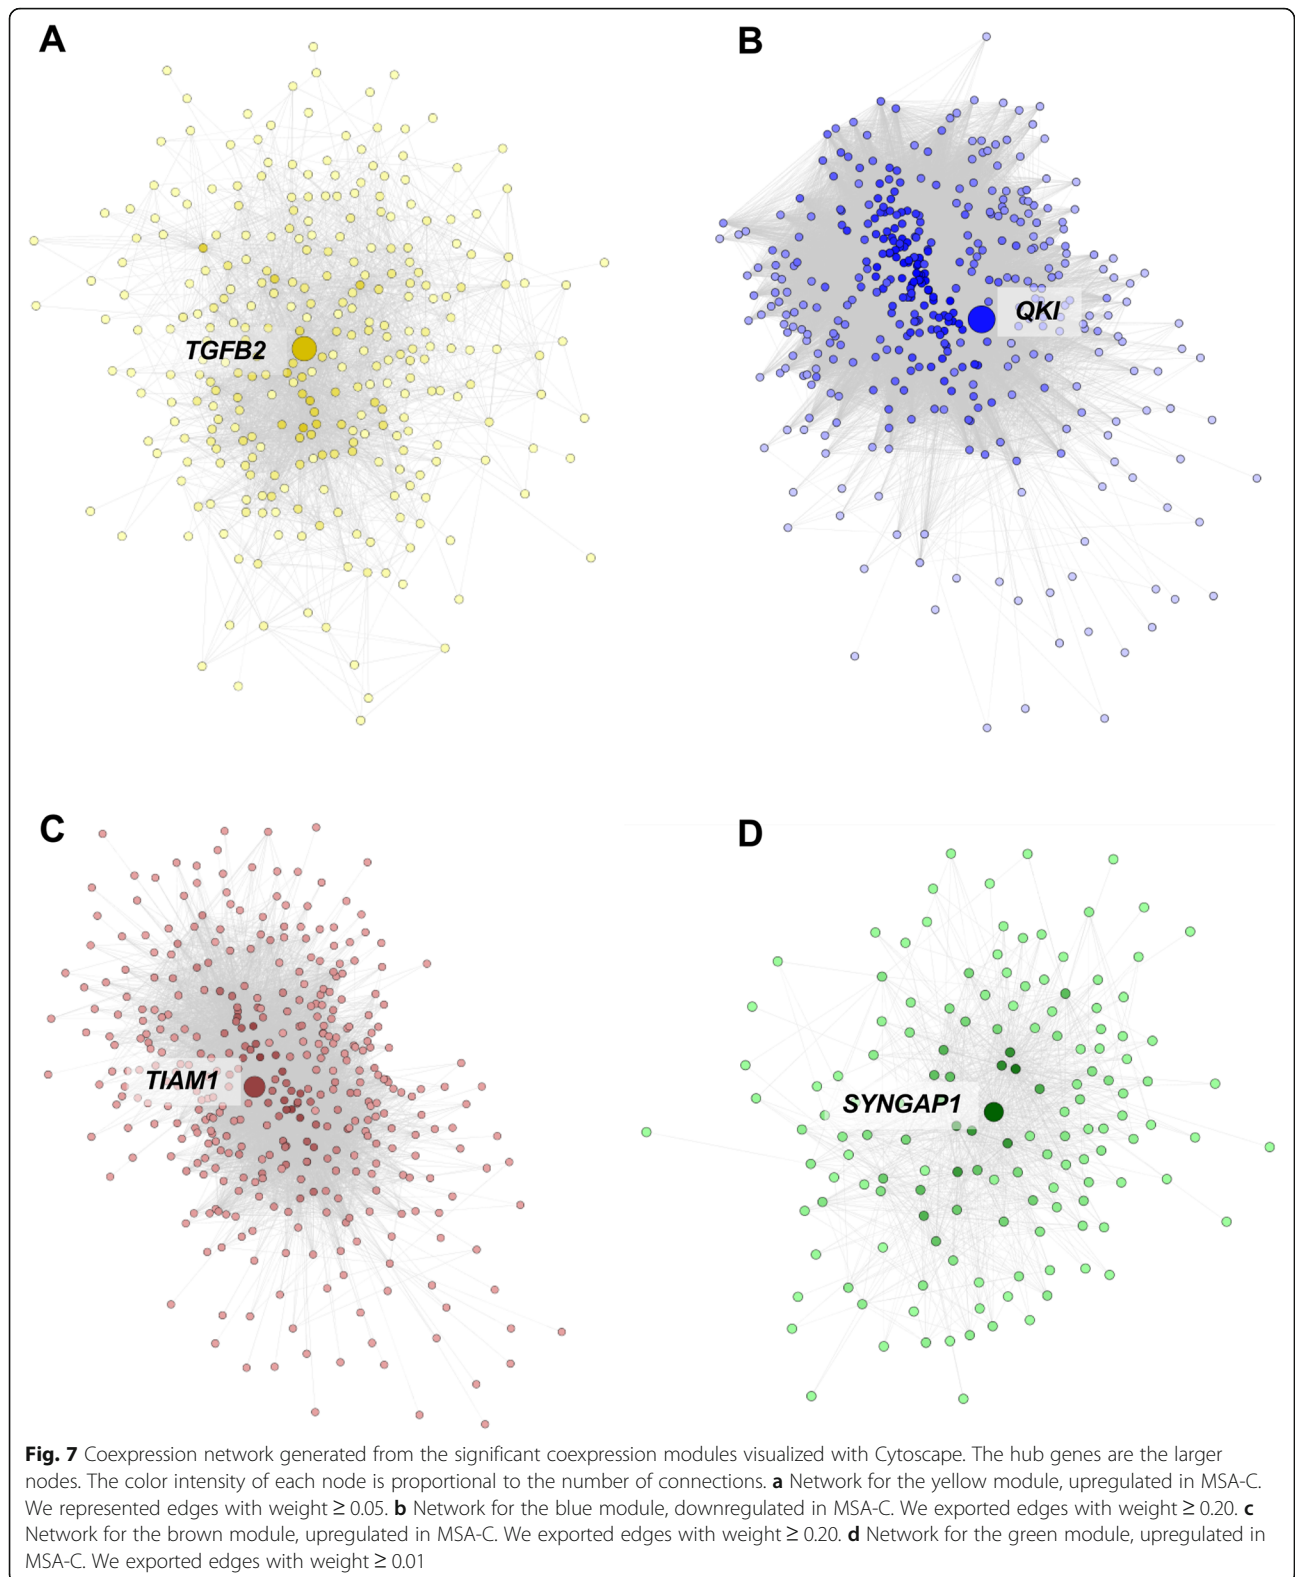 A
B
TGFB2
QKI
C
D
TIAM1
SYNGAP1
Fig. 7 Coexpression network generated from the significant coexpression modules visualized with Cytoscape. The hub genes are the larger
nodes. The color intensity of each node is proportional to the number of connections. a Network for the yellow module, upregulated in MSA-C.
We represented edges with weight ≥ 0.05. b Network for the blue module, downregulated in MSA-C. We exported edges with weight ≥ 0.20. c
Network for the brown module, upregulated in MSA-C. We exported edges with weight ≥ 0.20. d Network for the green module, upregulated in
MSA-C. We exported edges with weight ≥ 0.01